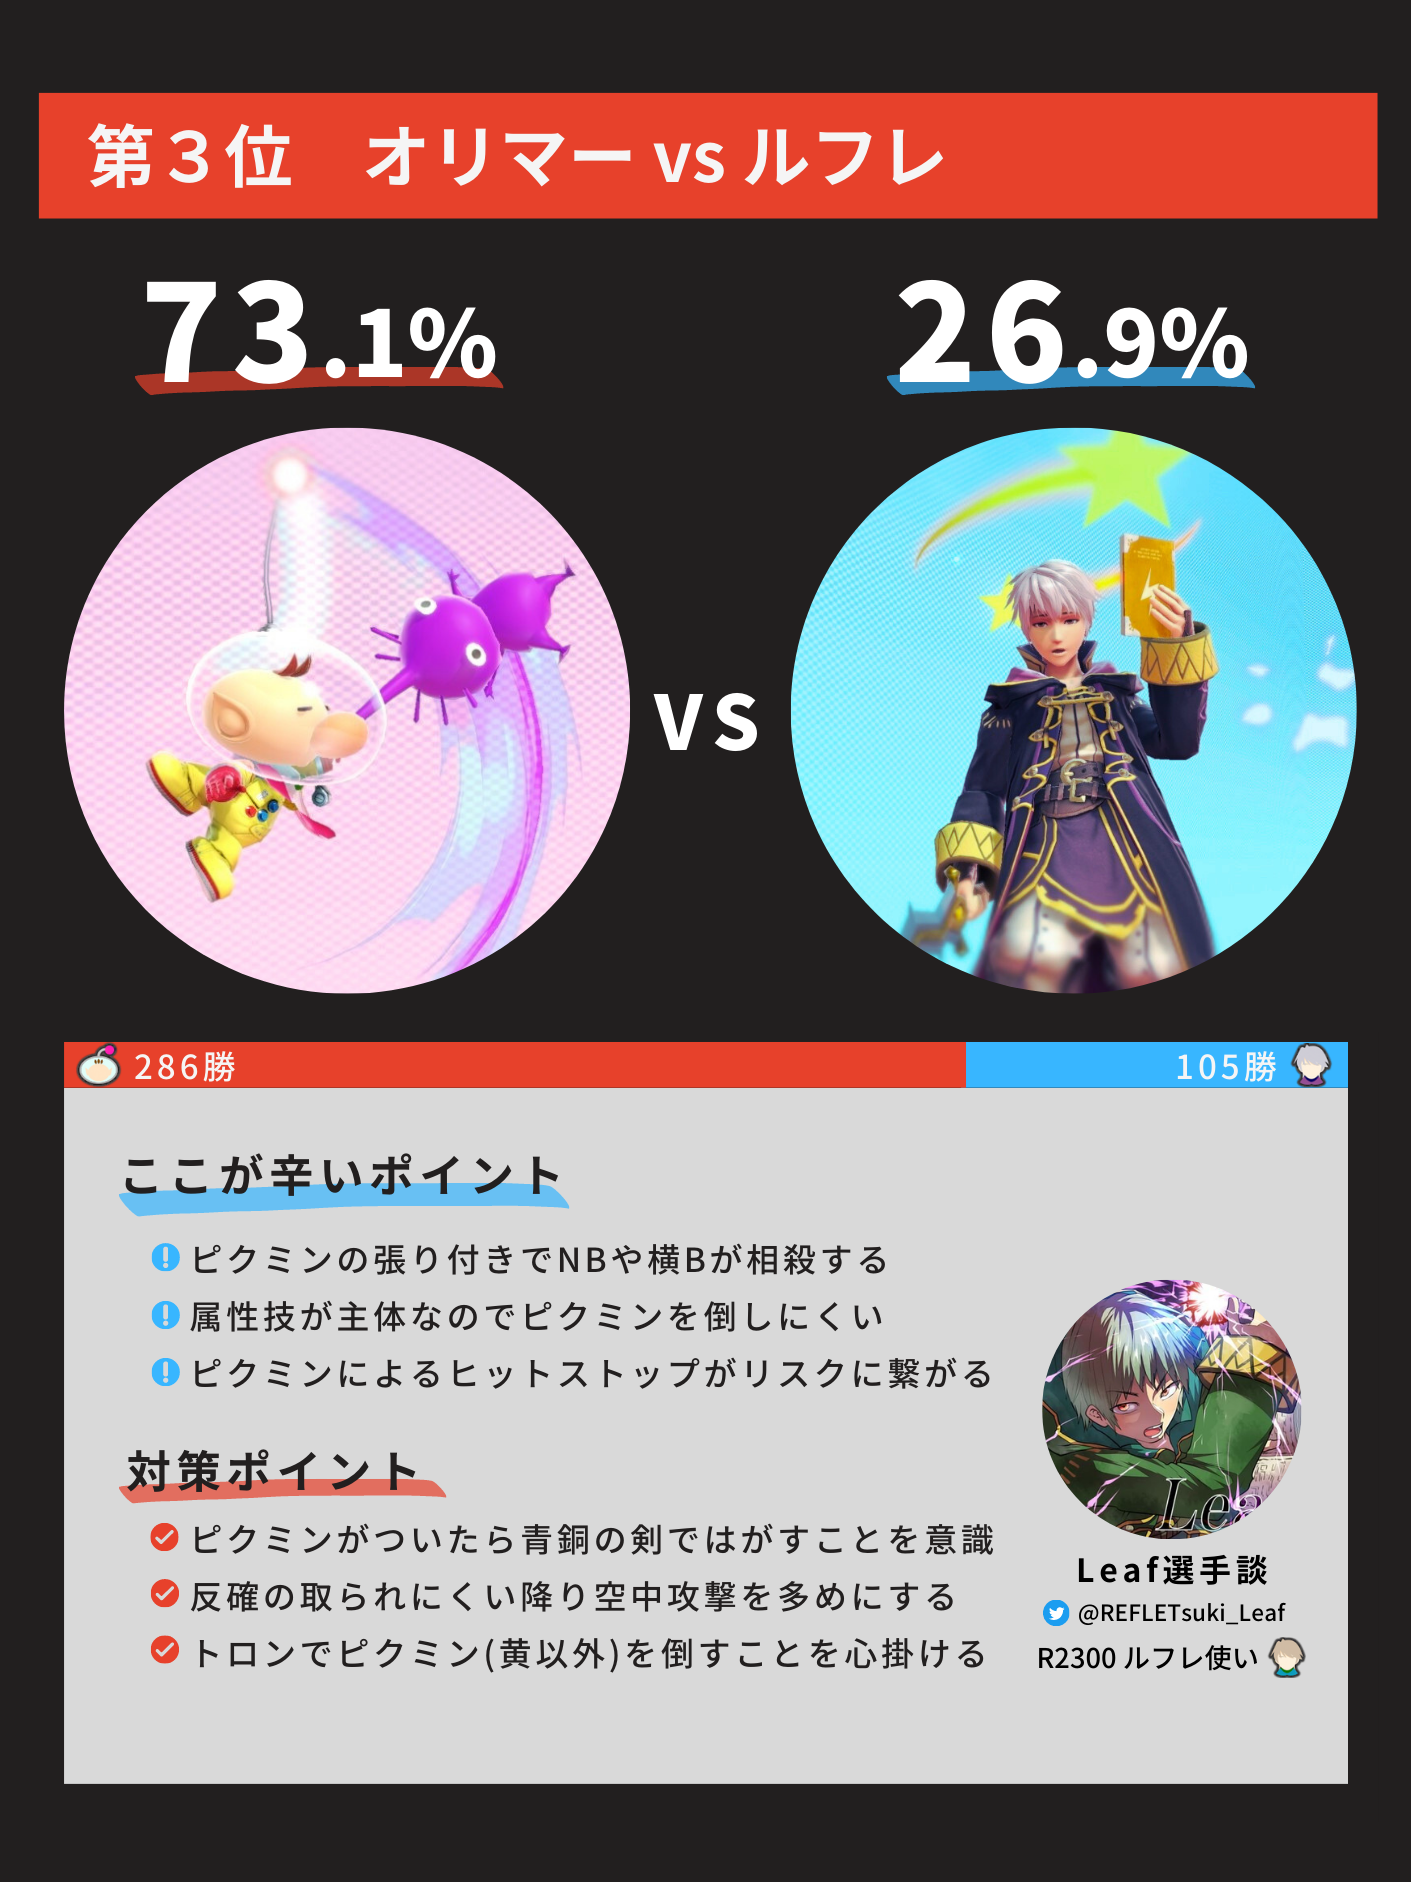 第３位　オリマー vs ルフレ
73.1%
26.9%
vs
286勝
105勝
ここが辛いポイント
ピクミンの張り付きでNBや横Bが相殺する
属性技が主体なのでピクミンを倒しにくい
ピクミンによるヒットストップがリスクに繋がる
対策ポイント
ピクミンがついたら青銅の剣ではがすことを意識
反確の取られにくい降り空中攻撃を多めにする
トロンでピクミン(黄以外)を倒すことを心掛ける
Lea
Leaf選手談
@REFLETsuki_Leaf
R2300 ルフレ使い